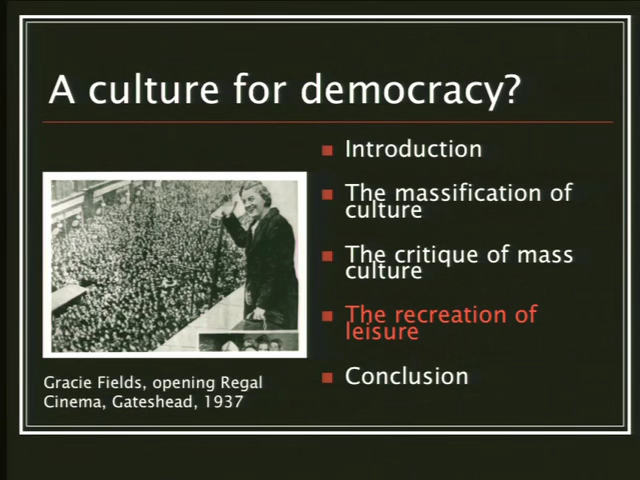 A culture for democracy?
Introduction
The massification of
culture
The critique of mass
culture
The recreation of
leisure
Conclusion
Gracie Fields, opening Regal
Cinema, Gateshead, 1937